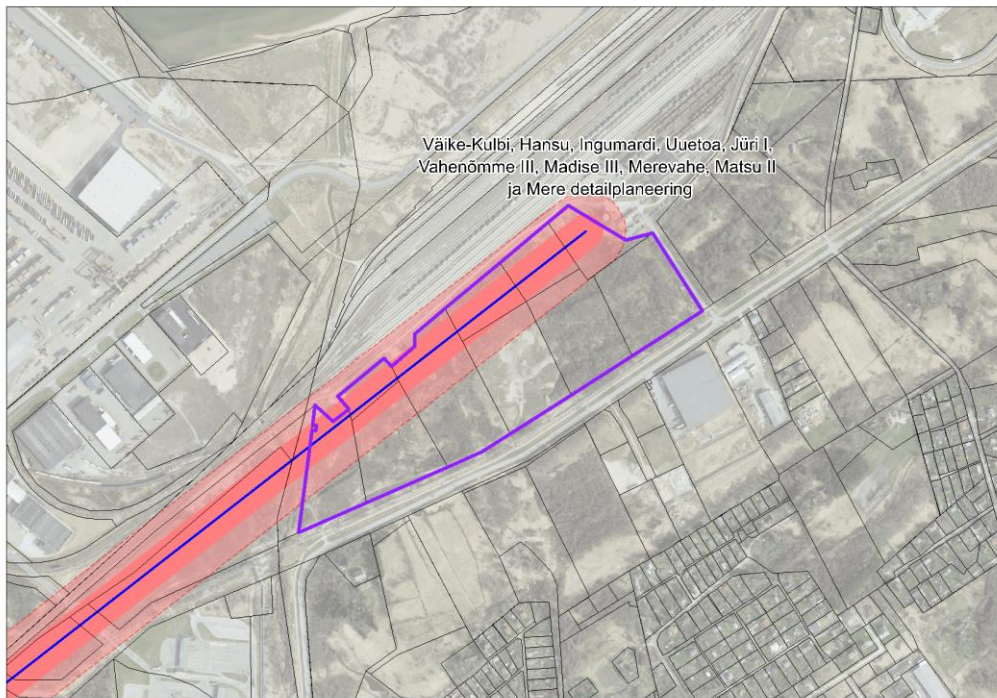 Väike-Kulbi, Hansu, Ingumardi, Uuetoa, Jüri I,
Vahenõmme III, Madise III, Merevahe, Matsu II
ja Mere detailplaneering